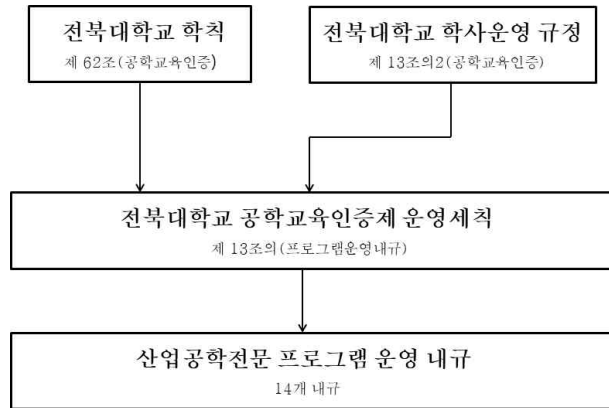 전북대학교 학칙
제 62조(공학교육인증)
전북대학교 학사운영 규정
제 13조의2(공학교육인증)
전북대학교 공학교육인증제 운영세칙
제 13조의(프로그램운영내규)
산업공학전문 프로그램 운영 내규
14개 내규